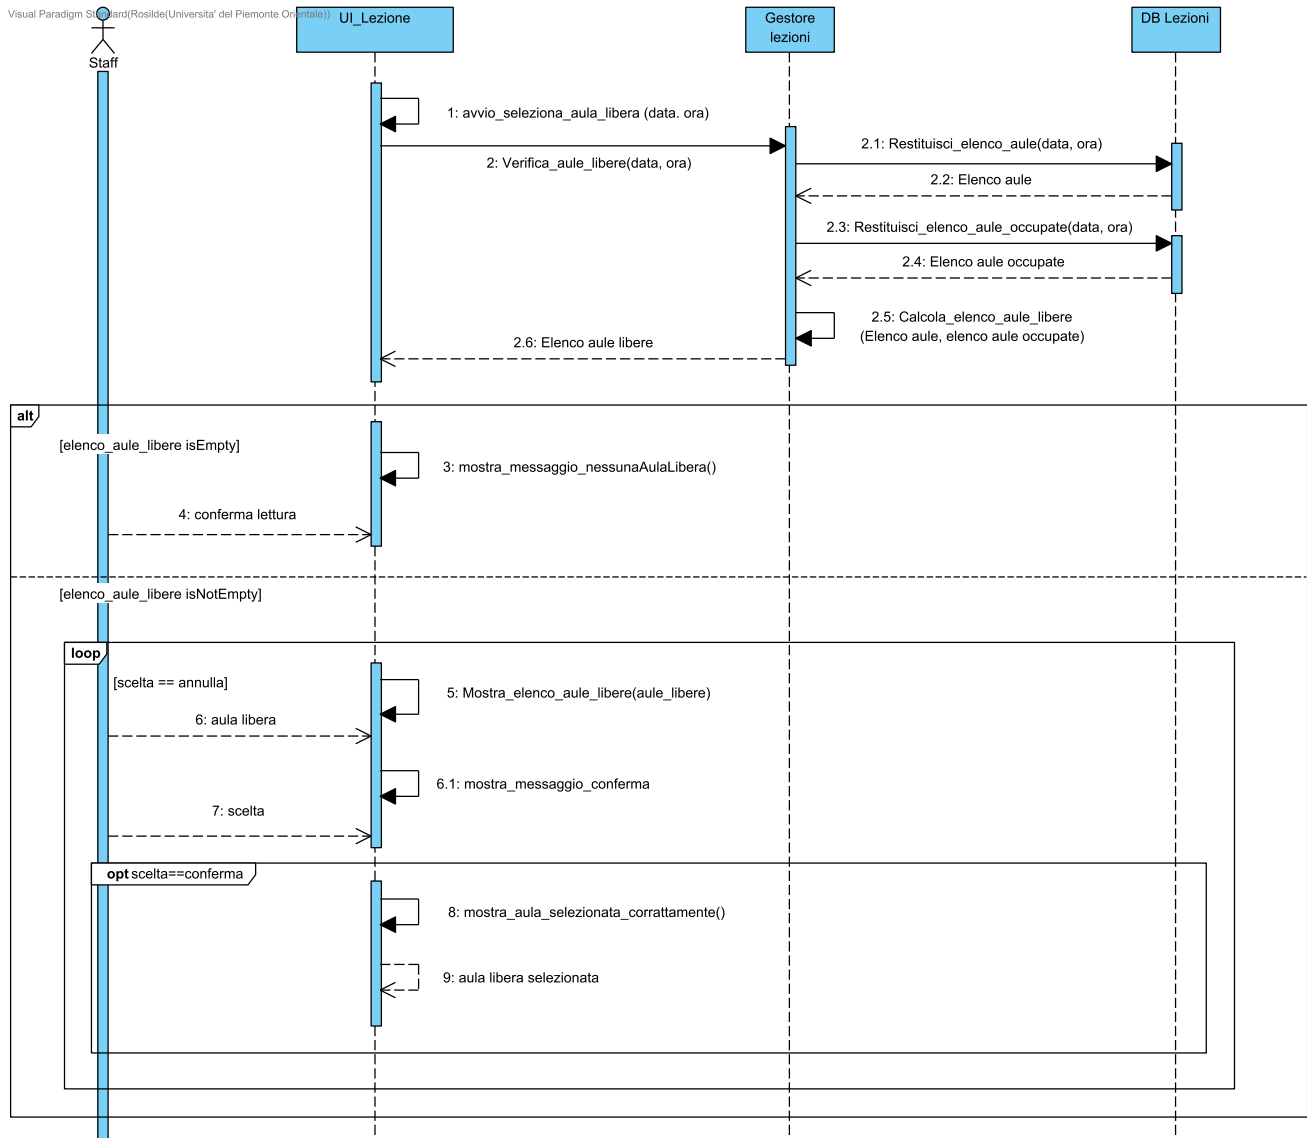 Visual Paradigm Standard(Rosilde(Universita' del Piemonte Orientale))
Staff
UI_Lezione
Gestore
lezioni
DB Lezioni
1: avvio_seleziona_aula_libera (data. ora)
2: Verifica_aule_libere(data, ora)
2.1: Restituisci_elenco_aule(data, ora)
2.2: Elenco aule
2.3: Restituisci_elenco_aule_occupate(data, ora)
2.4: Elenco aule occupate
2.5: Calcola_elenco_aule_libere
(Elenco aule, elenco aule occupate)
2.6: Elenco aule libere
alt
[elenco_aule_libere isEmpty]
3: mostra_messaggio_nessunaAulaLibera()
4: conferma lettura
[elenco_aule_libere isNotEmpty]
loop
[scelta == annulla]
5: Mostra_elenco_aule_libere(aule_libere)
6: aula libera
6.1: mostra_messaggio_conferma
7: scelta
opt scelta==conferma
8: mostra_aula_selezionata_corrattamente()
9: aula libera selezionata